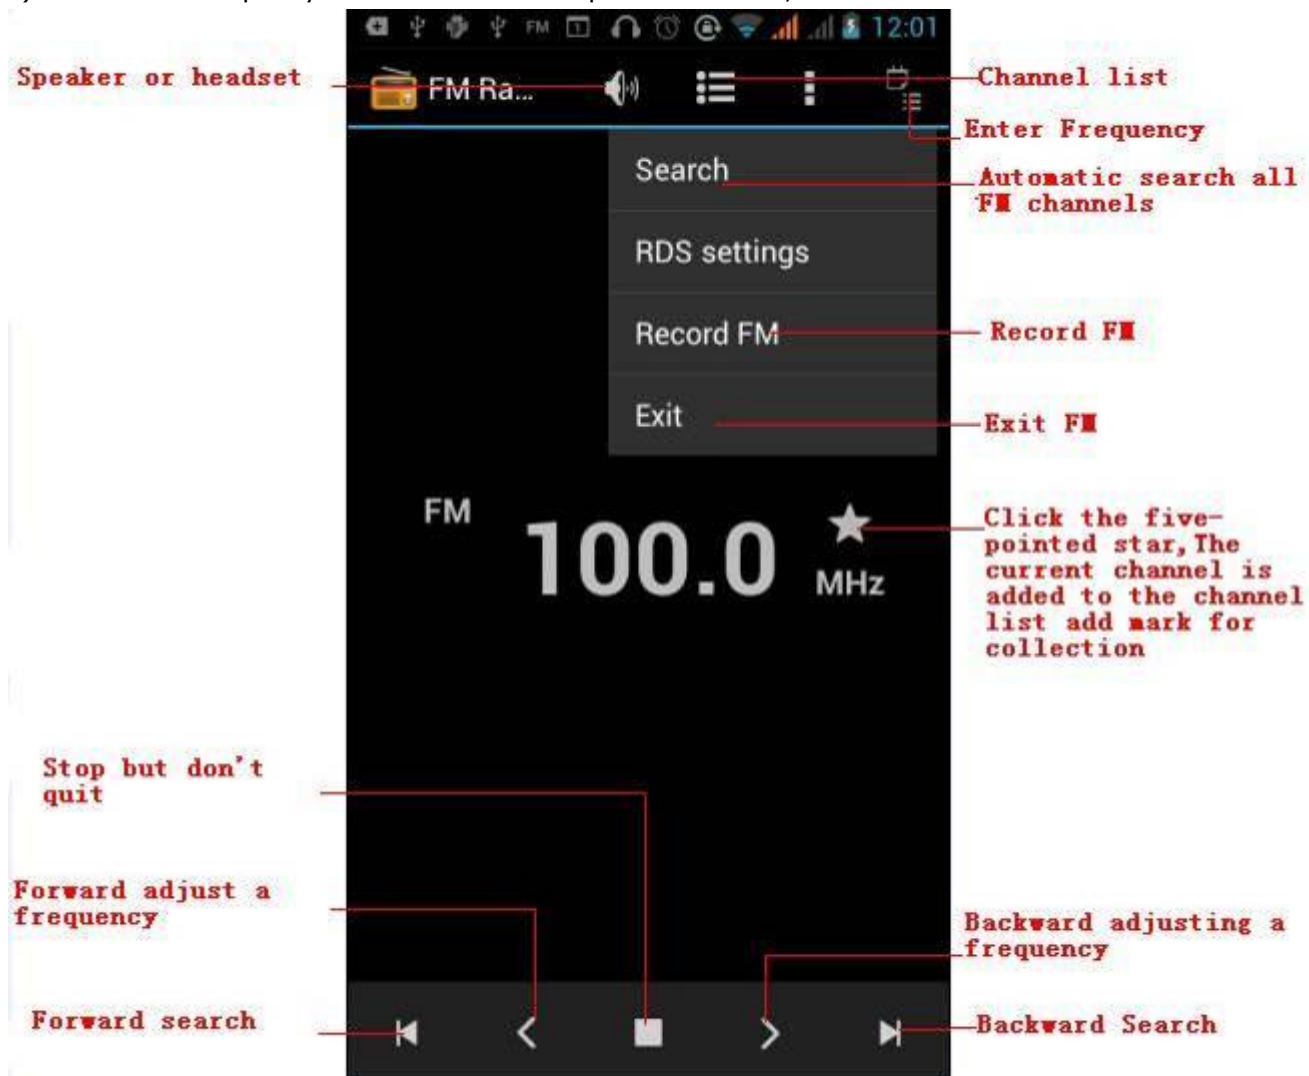 FM
1
12:01
Speaker or headset
FM Ra...
Channel list
Enter Frequency
Search
Automatic search all
FM channels
RDS settings
Record FM
Record FM
Exit
Exit FM
FM
100.0
MHz
Click the five-
pointed star,The
current channel is
added to the channel
list add mark for
collection
Stop but don't
quit
Forward adjust a
frequency
Backward adjusting a
frequency
Forward search
Backward Search